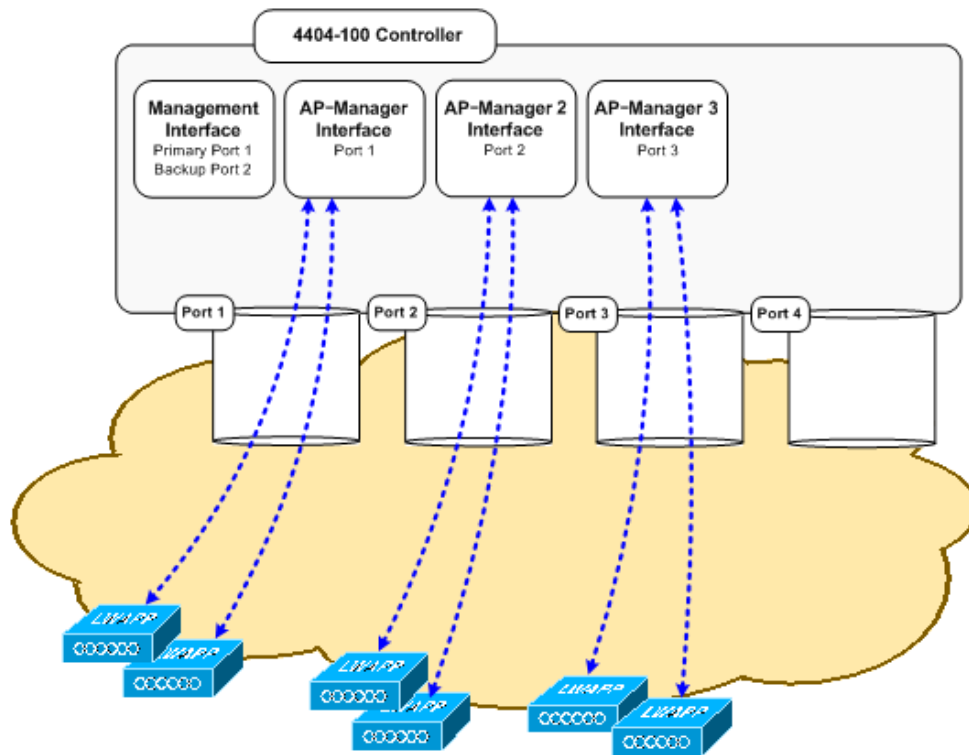 4404-100 Controller
Management
Interface
Primary Port 1
Backup Port 2
AP-Manager
Interface
Port 1
AP-Manager 2
Interface
Port 2
AP-Manager 3
Interface
Port 3
Port 1
Port 2
Port 3
Port 4
LWAPP
LWAPP
LWAPP
LWAPP
LWAPP
LWAPP